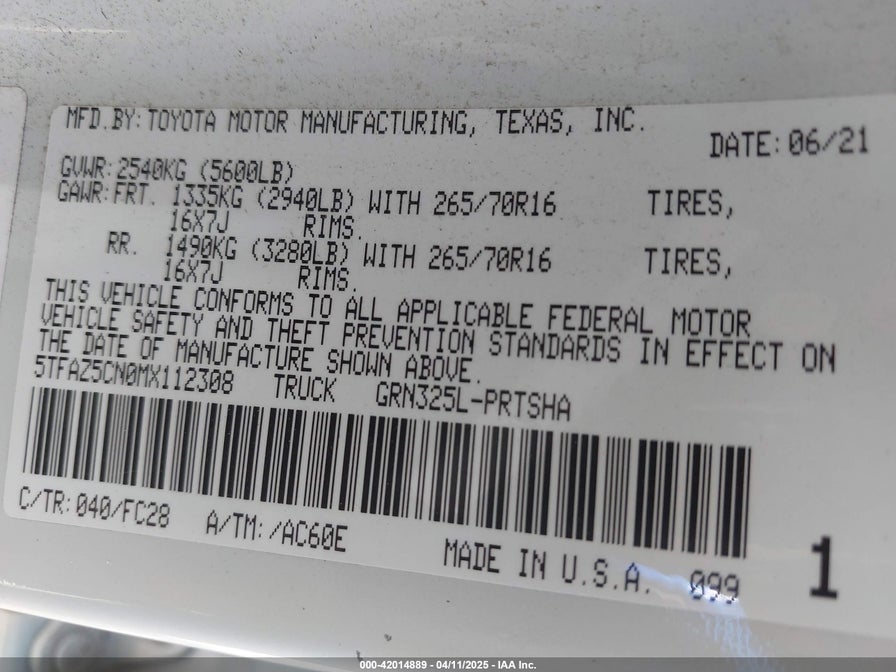 MFD.BY:TOYOTA MOTOR MANUFACTURING, TEXAS, INC.
DATE:06/21
GVWR:2540KG (5600LB)
GAWR:FRT. 1335KG (2940LB) WITH 265/70R16 TIRES,
16X7J RIMS.
RR. 1490KG (3280LB) WITH 265/70R16 TIRES,
16X7J RIMS.
THIS VEHICLE CONFORMS TO ALL APPLICABLE FEDERAL MOTOR
VEHICLE SAFETY AND THEFT PREVENTION STANDARDS IN EFFECT ON
THE DATE OF MANUFACTURE SHOWN ABOVE.
5TFAZ5CN0MX112308 TRUCK GRN325L-PRTSHA
C/TR:040/FC28 A/TM:/AC60E
MADE IN U.S.A. 099 1
000-42014889 - 04/11/2025 - IAA Inc.